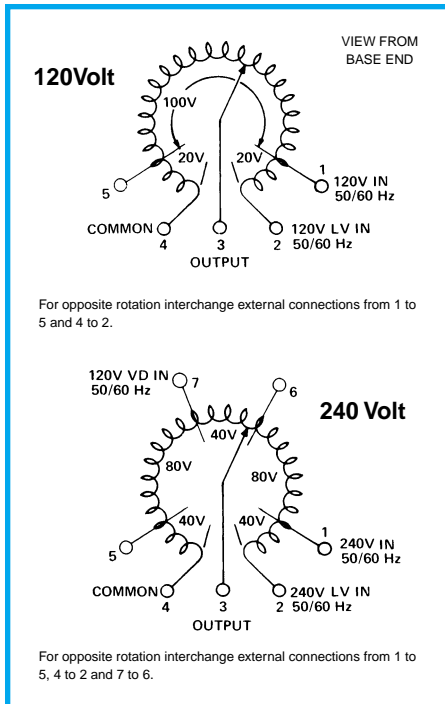 VIEW FROM
BASE END
120Volt
100V
20V
20V
1
120V IN
50/60 Hz
5
COMMON
4
3
OUTPUT
2
120V LV IN
50/60 Hz
For opposite rotation interchange external connections from 1 to
5 and 4 to 2.
120V VD IN
50/60 Hz
7
6
240 Volt
40V
80V
80V
40V
40V
1
240V IN
50/60 Hz
5
COMMON
4
3
OUTPUT
2
240V LV IN
50/60 Hz
For opposite rotation interchange external connections from 1 to
5, 4 to 2 and 7 to 6.